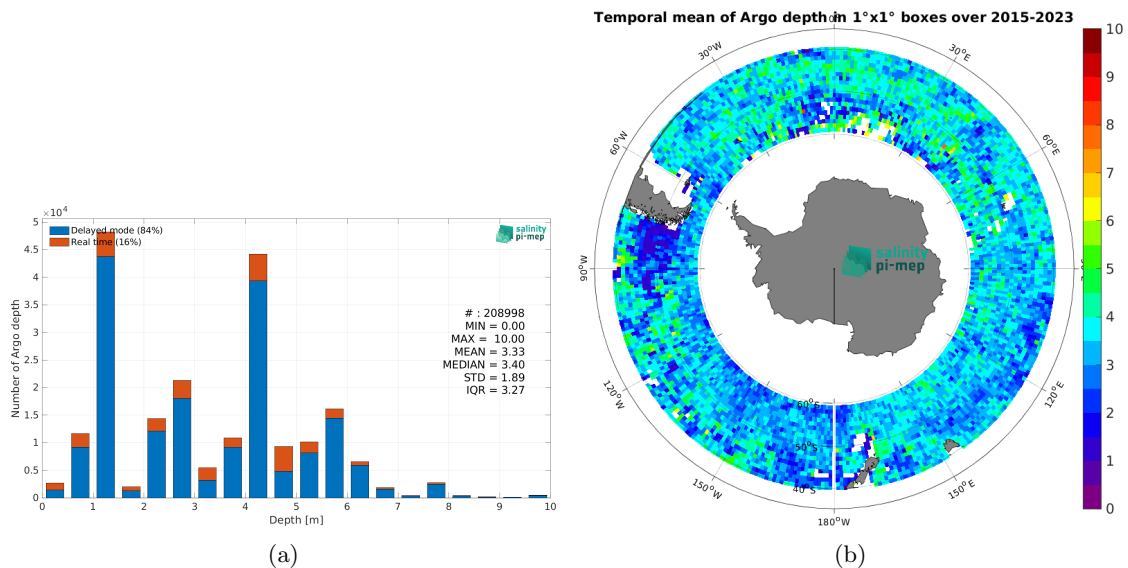 ×10⁴
5
4.5
4
3.5
3
2.5
2
1.5
1
0.5
0
Number of Argo depth
Delayed mode (84%)
Real time (16%)
salinity
pi-mep
# : 208998
MIN = 0.00
MAX = 10.00
MEAN = 3.33
MEDIAN = 3.40
STD = 1.89
IQR = 3.27
0 1 2 3 4 5 6 7 8 9 10
Depth [m]
(a)
Temporal mean of Argo depth in 1°x1° boxes over 2015-2023
30°W
30°E
60°W
60°E
90°W
120°W
120°E
150°W
150°E
180°W
60°S
50°S
40°S
salinity
pi-mep
10
9
8
7
6
5
4
3
2
1
0
(b)